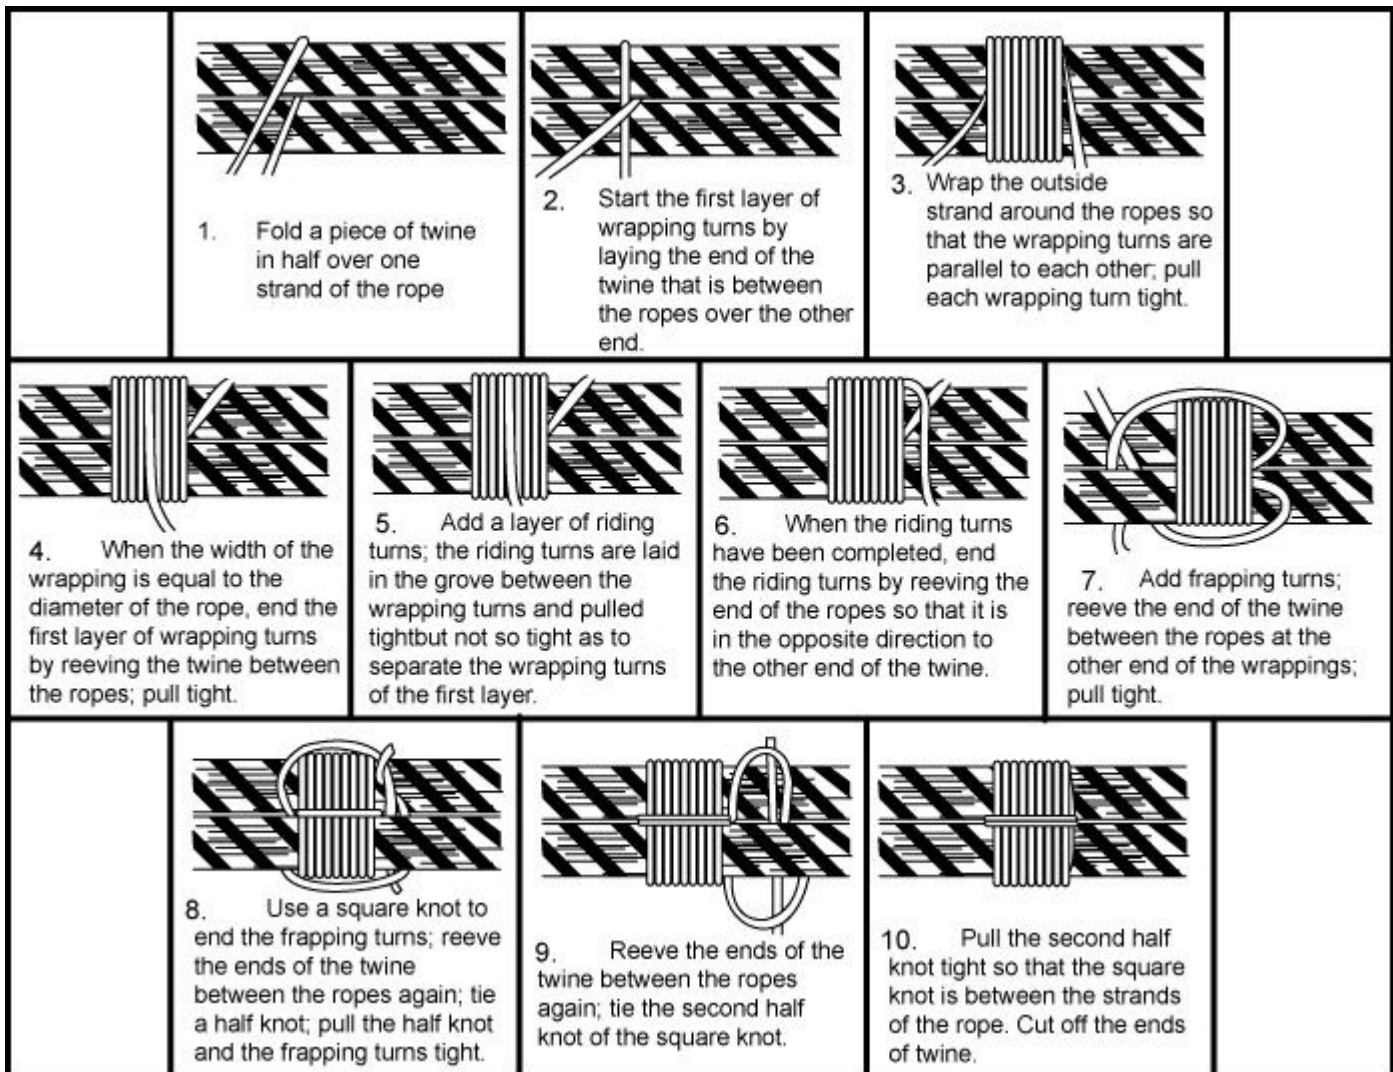 1. Fold a piece of twine
in half over one
strand of the rope
2. Start the first layer of
wrapping turns by
laying the end of the
twine that is between
the ropes over the other
end.
3. Wrap the outside
strand around the ropes so
that the wrapping turns are
parallel to each other; pull
each wrapping turn tight.
4. When the width of the
wrapping is equal to the
diameter of the rope, end the
first layer of wrapping turns
by reeving the twine between
the ropes; pull tight.
5. Add a layer of riding
turns; the riding turns are laid
in the grove between the
wrapping turns and pulled
tightbut not so tight as to
separate the wrapping turns
of the first layer.
6. When the riding turns
have been completed, end
the riding turns by reeving the
end of the ropes so that it is
in the opposite direction to
the other end of the twine.
7. Add frapping turns;
reeve the end of the twine
between the ropes at the
other end of the wrappings;
pull tight.
8. Use a square knot to
end the frapping turns; reeve
the ends of the twine
between the ropes again; tie
a half knot; pull the half knot
and the frapping turns tight.
9. Reeve the ends of the
twine between the ropes
again; tie the second half
knot of the square knot.
10. Pull the second half
knot tight so that the square
knot is between the strands
of the rope. Cut off the ends
of twine.